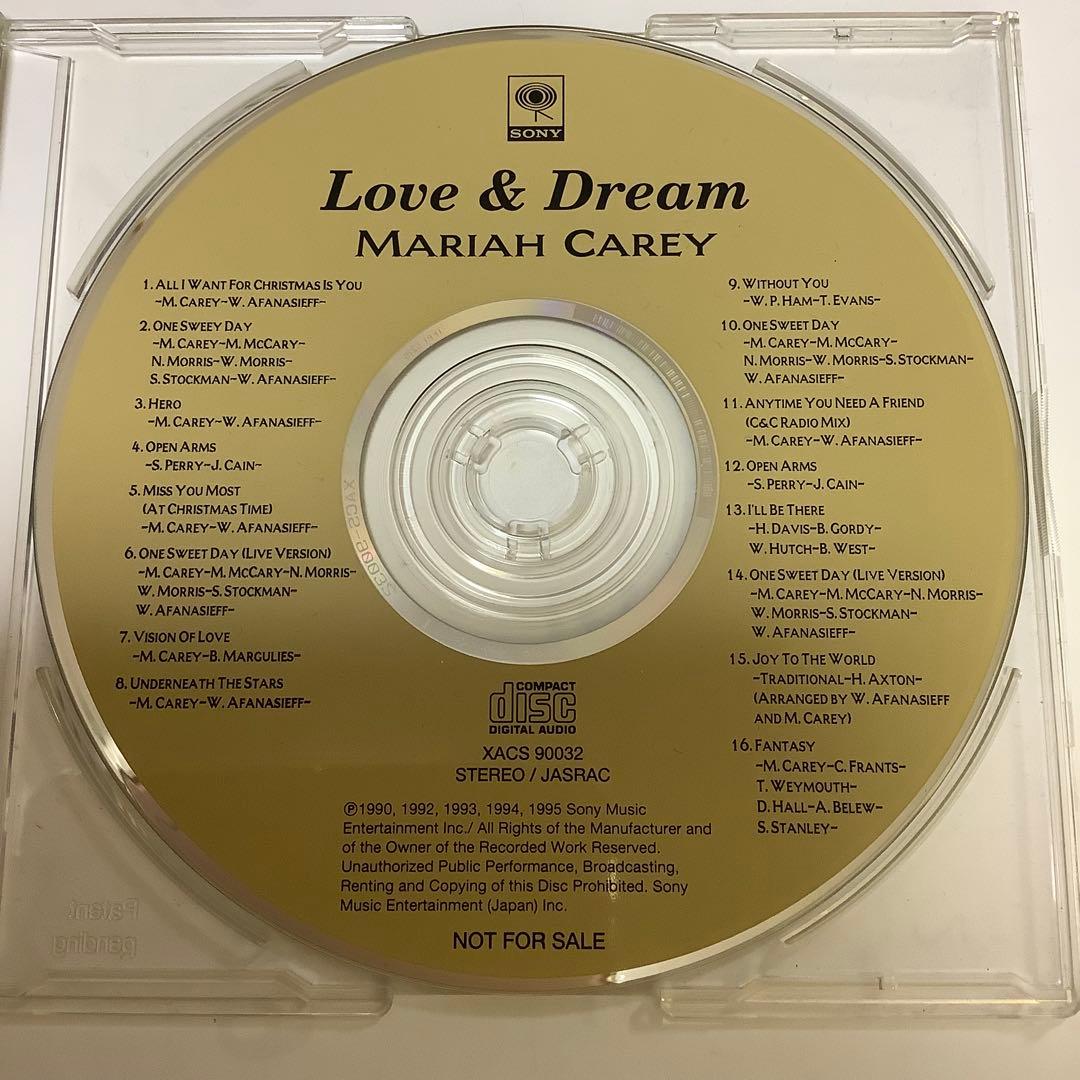 SONY
Love & Dream
MARIAH CAREY
1. ALL I WANT FOR CHRISTMAS IS YOU
~M. CAREY~W. AFANASIEFF~
2. ONE SWEEY DAY
~M. CAREY~M. MCCARY~
N. MORRIS~W. MORRIS~
S. STOCKMAN~W. AFANASIEFF~
3. HERO
~M. CAREY~W. AFANASIEFF~
4. OPEN ARMS
~S. PERRY~J. CAIN~
5. MISS YOU MOST
(AT CHRISTMAS TIME)
~M. CAREY~W. AFANASIEFF~
6. ONE SWEET DAY (LIVE VERSION)
~M. CAREY~M. MCCARY~N. MORRIS~
W. MORRIS~S. STOCKMAN~
W. AFANASIEFF~
7. VISION OF LOVE
~M. CAREY~B. MARGULIES~
8. UNDERNEATH THE STARS
~M. CAREY~W. AFANASIEFF~
9. WITHOUT YOU
~W. P. HAM~T. EVANS~
10. ONE SWEET DAY
~M. CAREY~M. MCCARY~
N. MORRIS~W. MORRIS~S. STOCKMAN~
W. AFANASIEFF~
11. ANYTIME YOU NEED A FRIEND
(C&C RADIO MIX)
~M. CAREY~W. AFANASIEFF~
12. OPEN ARMS
~S. PERRY~J. CAIN~
13. I'LL BE THERE
~H. DAVIS~B. GORDY~
W. HUTCH~B. WEST~
14. ONE SWEET DAY (LIVE VERSION)
~M. CAREY~M. MCCARY~N. MORRIS~
W. MORRIS~S. STOCKMAN~
W. AFANASIEFF~
15. JOY TO THE WORLD
~TRADITIONAL~H. AXTON~
(ARRANGED BY W. AFANASIEFF
AND M. CAREY)
16. FANTASY
~M. CAREY~C. FRANTS~
T. WEYMOUTH~
D. HALL~A. BELEW~
S. STANLEY~
XACS-90032
COMPACT
disc
DIGITAL AUDIO
XACS 90032
STEREO / JASRAC
℗1990, 1992, 1993, 1994, 1995 Sony Music
Entertainment Inc./ All Rights of the Manufacturer and
of the Owner of the Recorded Work Reserved.
Unauthorized Public Performance, Broadcasting,
Renting and Copying of this Disc Prohibited. Sony
Music Entertainment (Japan) Inc.
NOT FOR SALE
Patent
pending